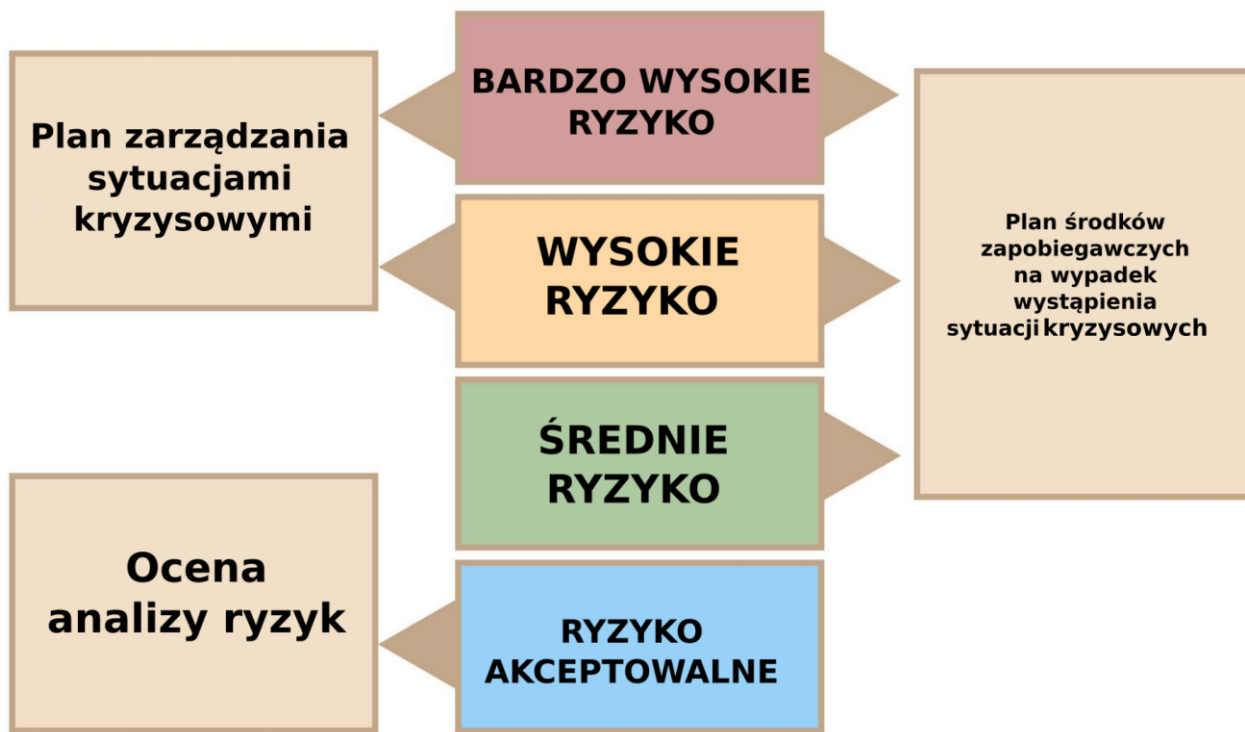 Plan zarządzania
sytuacjami
kryzysowymi
BARDZO WYSOKIE
RYZYKO
WYSOKIE
RYZYKO
ŚREDNIE
RYZYKO
RYZYKO
AKCEPTOWALNE
Ocena
analizy ryzyk
Plan środków
zapobiegawczych
na wypadek
wystąpienia
sytuacji kryzysowych